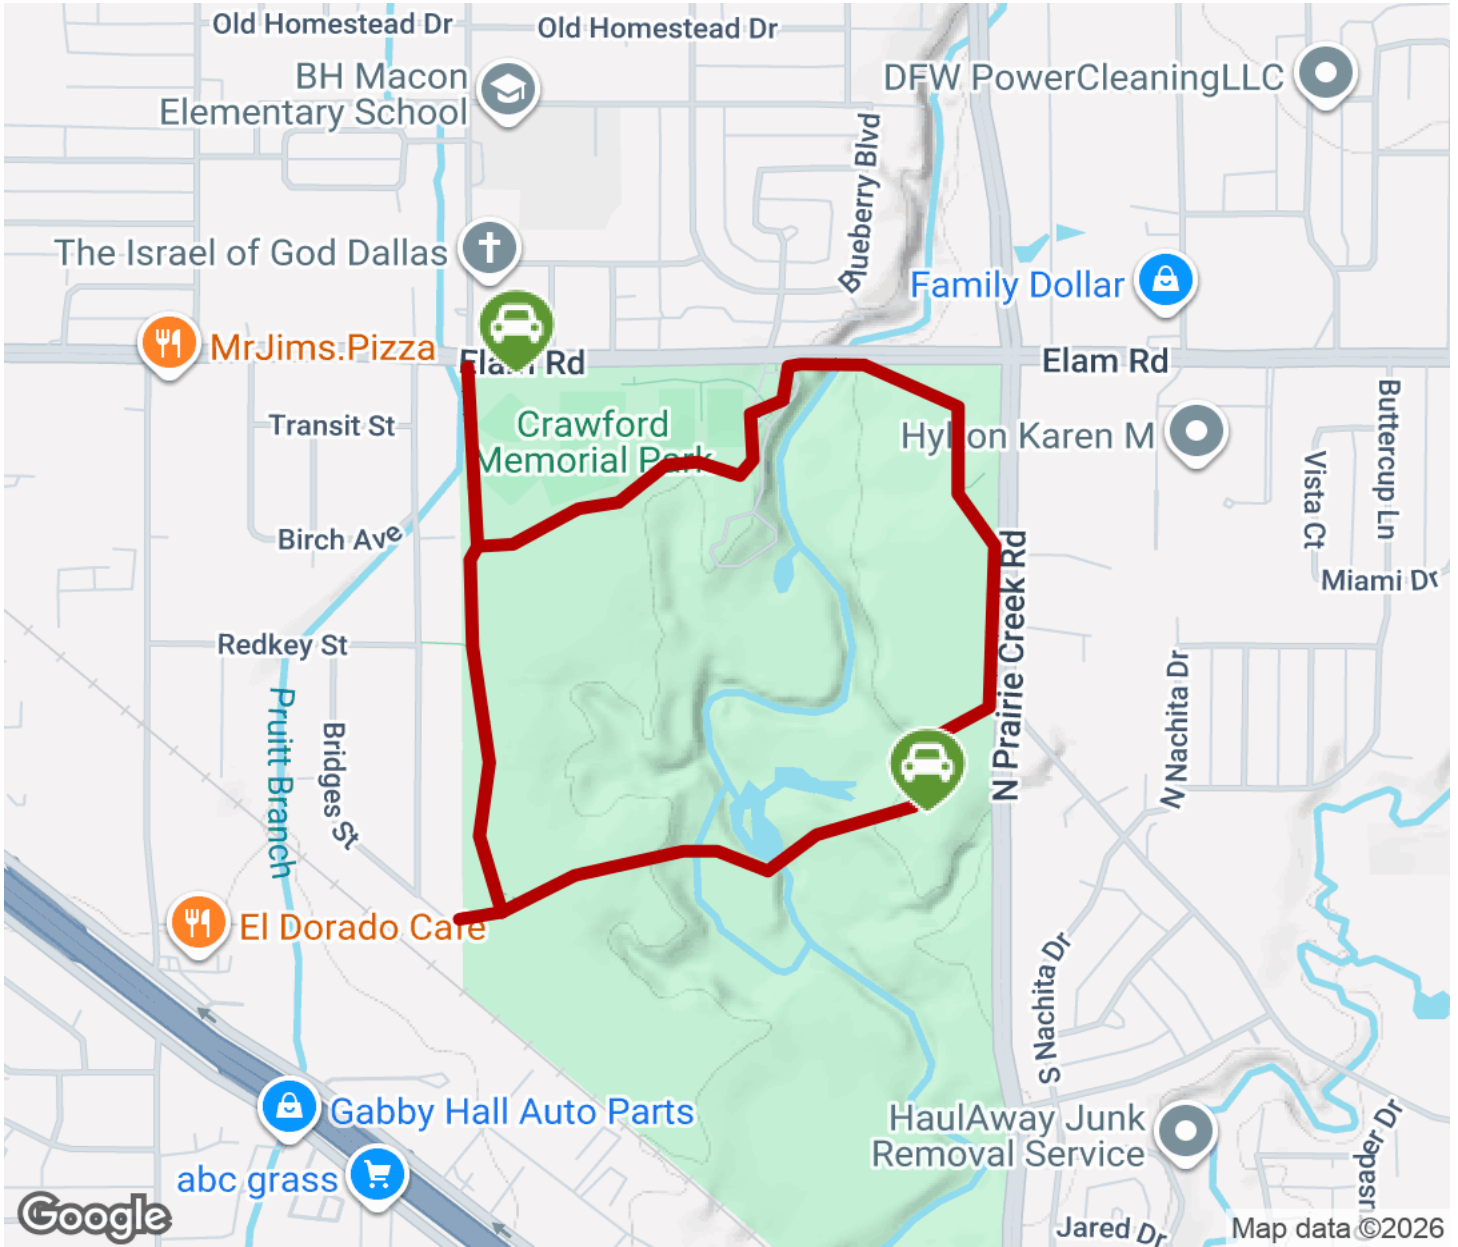 Old Homestead Dr
Old Homestead Dr
BH Macon
Elementary School
DFW PowerCleaningLLC
Blueberry Blvd
The Israel of God Dallas
Family Dollar
MrJims.Pizza
Elam Rd
Elam Rd
Transit St
Crawford
Memorial Park
Hylton Karen M
Buttercup Ln
Vista Ct
Birch Ave
Miami Dr
N Prairie Creek Rd
Redkey St
Pruitt Branch
Bridges St
N Nachita Dr
El Dorado Cafe
S Nachita Dr
Gabby Hall Auto Parts
HaulAway Junk
Removal Service
abc grass
Jared Dr
Google
Map data ©2026